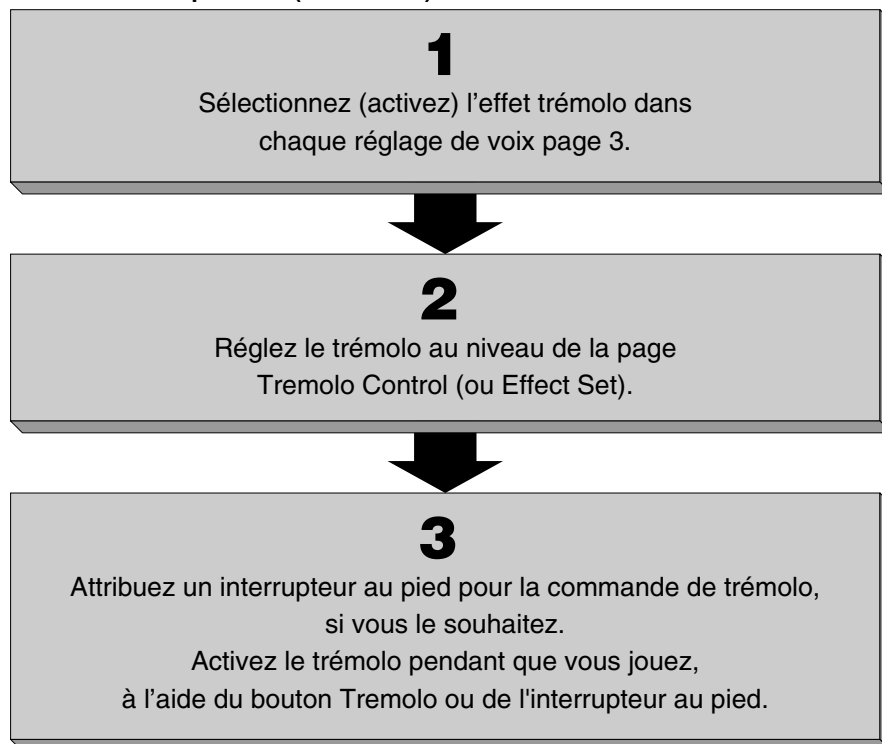 1
Sélectionnez (activez) l’effet trémolo dans
chaque réglage de voix page 3.
2
Réglez le trémolo au niveau de la page
Tremolo Control (ou Effect Set).
3
Attribuez un interrupteur au pied pour la commande de trémolo,
si vous le souhaitez.
Activez le trémolo pendant que vous jouez,
à l’aide du bouton Tremolo ou de l'interrupteur au pied.